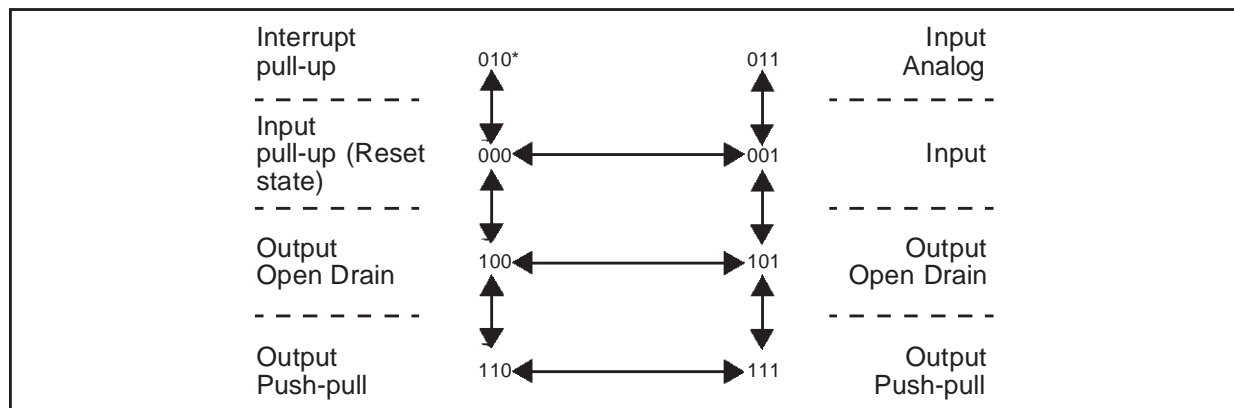 Interrupt
pull-up
010*
011
Input
Analog
Input
pull-up (Reset
state)
000
001
Input
Output
Open Drain
100
101
Output
Open Drain
Output
Push-pull
110
111
Output
Push-pull